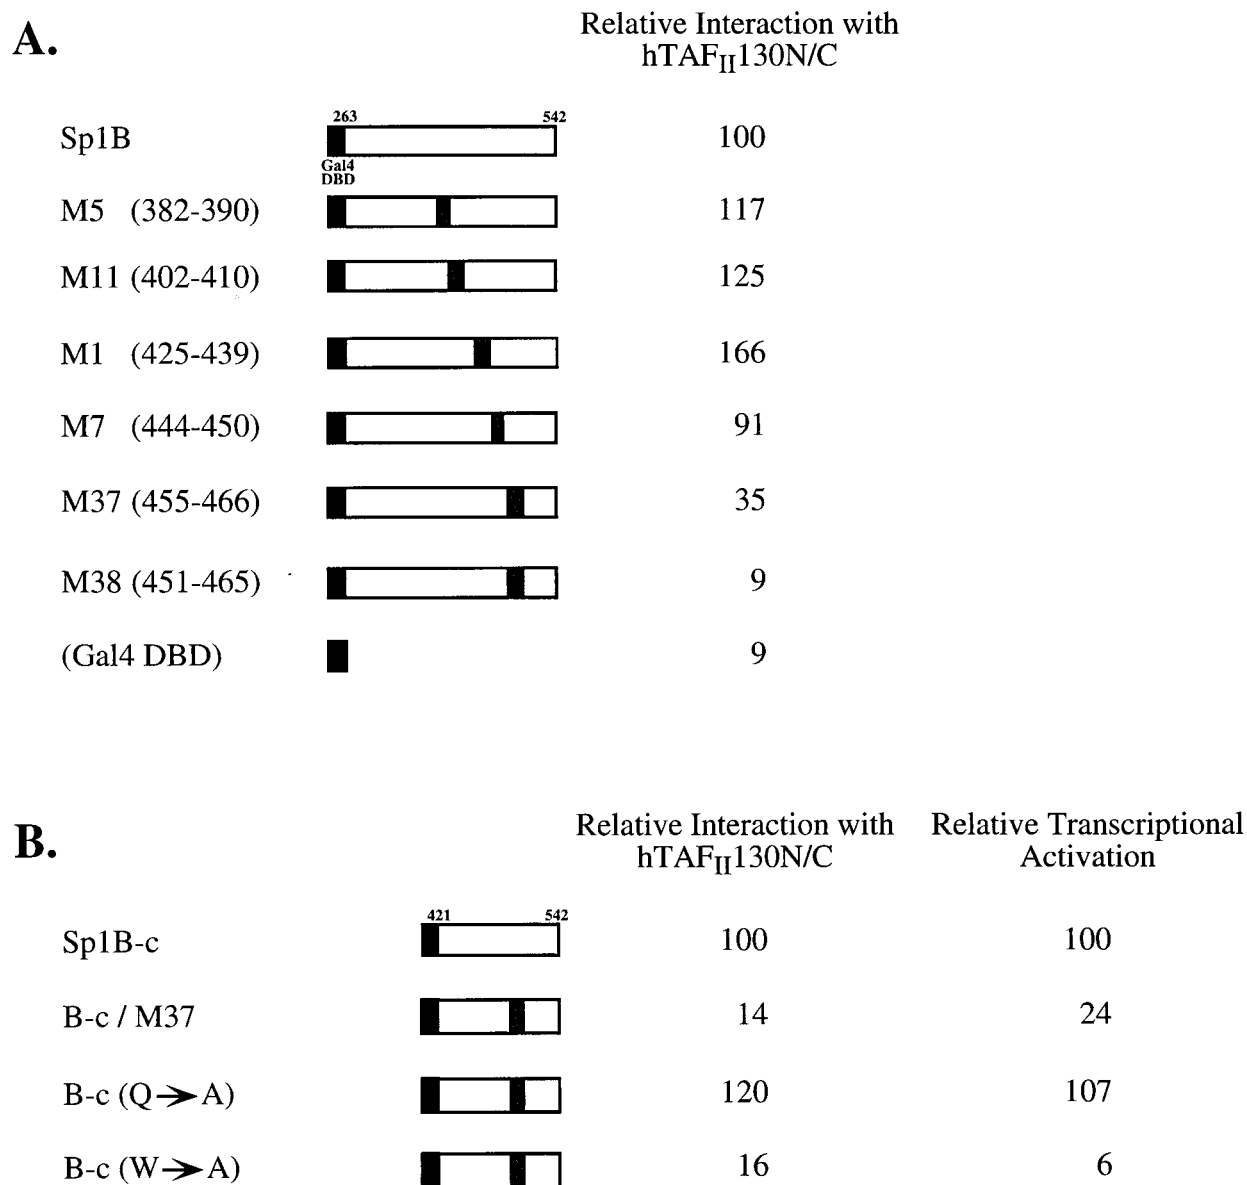 A.
Relative Interaction with
hTAFII130N/C
Sp1B
263
542
100
Gal4
DBD
M5 (382-390)
117
M11 (402-410)
125
M1 (425-439)
166
M7 (444-450)
91
M37 (455-466)
35
M38 (451-465)
9
(Gal4 DBD)
9
B.
Relative Interaction with
hTAFII130N/C
Relative Transcriptional
Activation
Sp1B-c
421
542
100
100
B-c / M37
14
24
B-c (Q➔A)
120
107
B-c (W➔A)
16
6